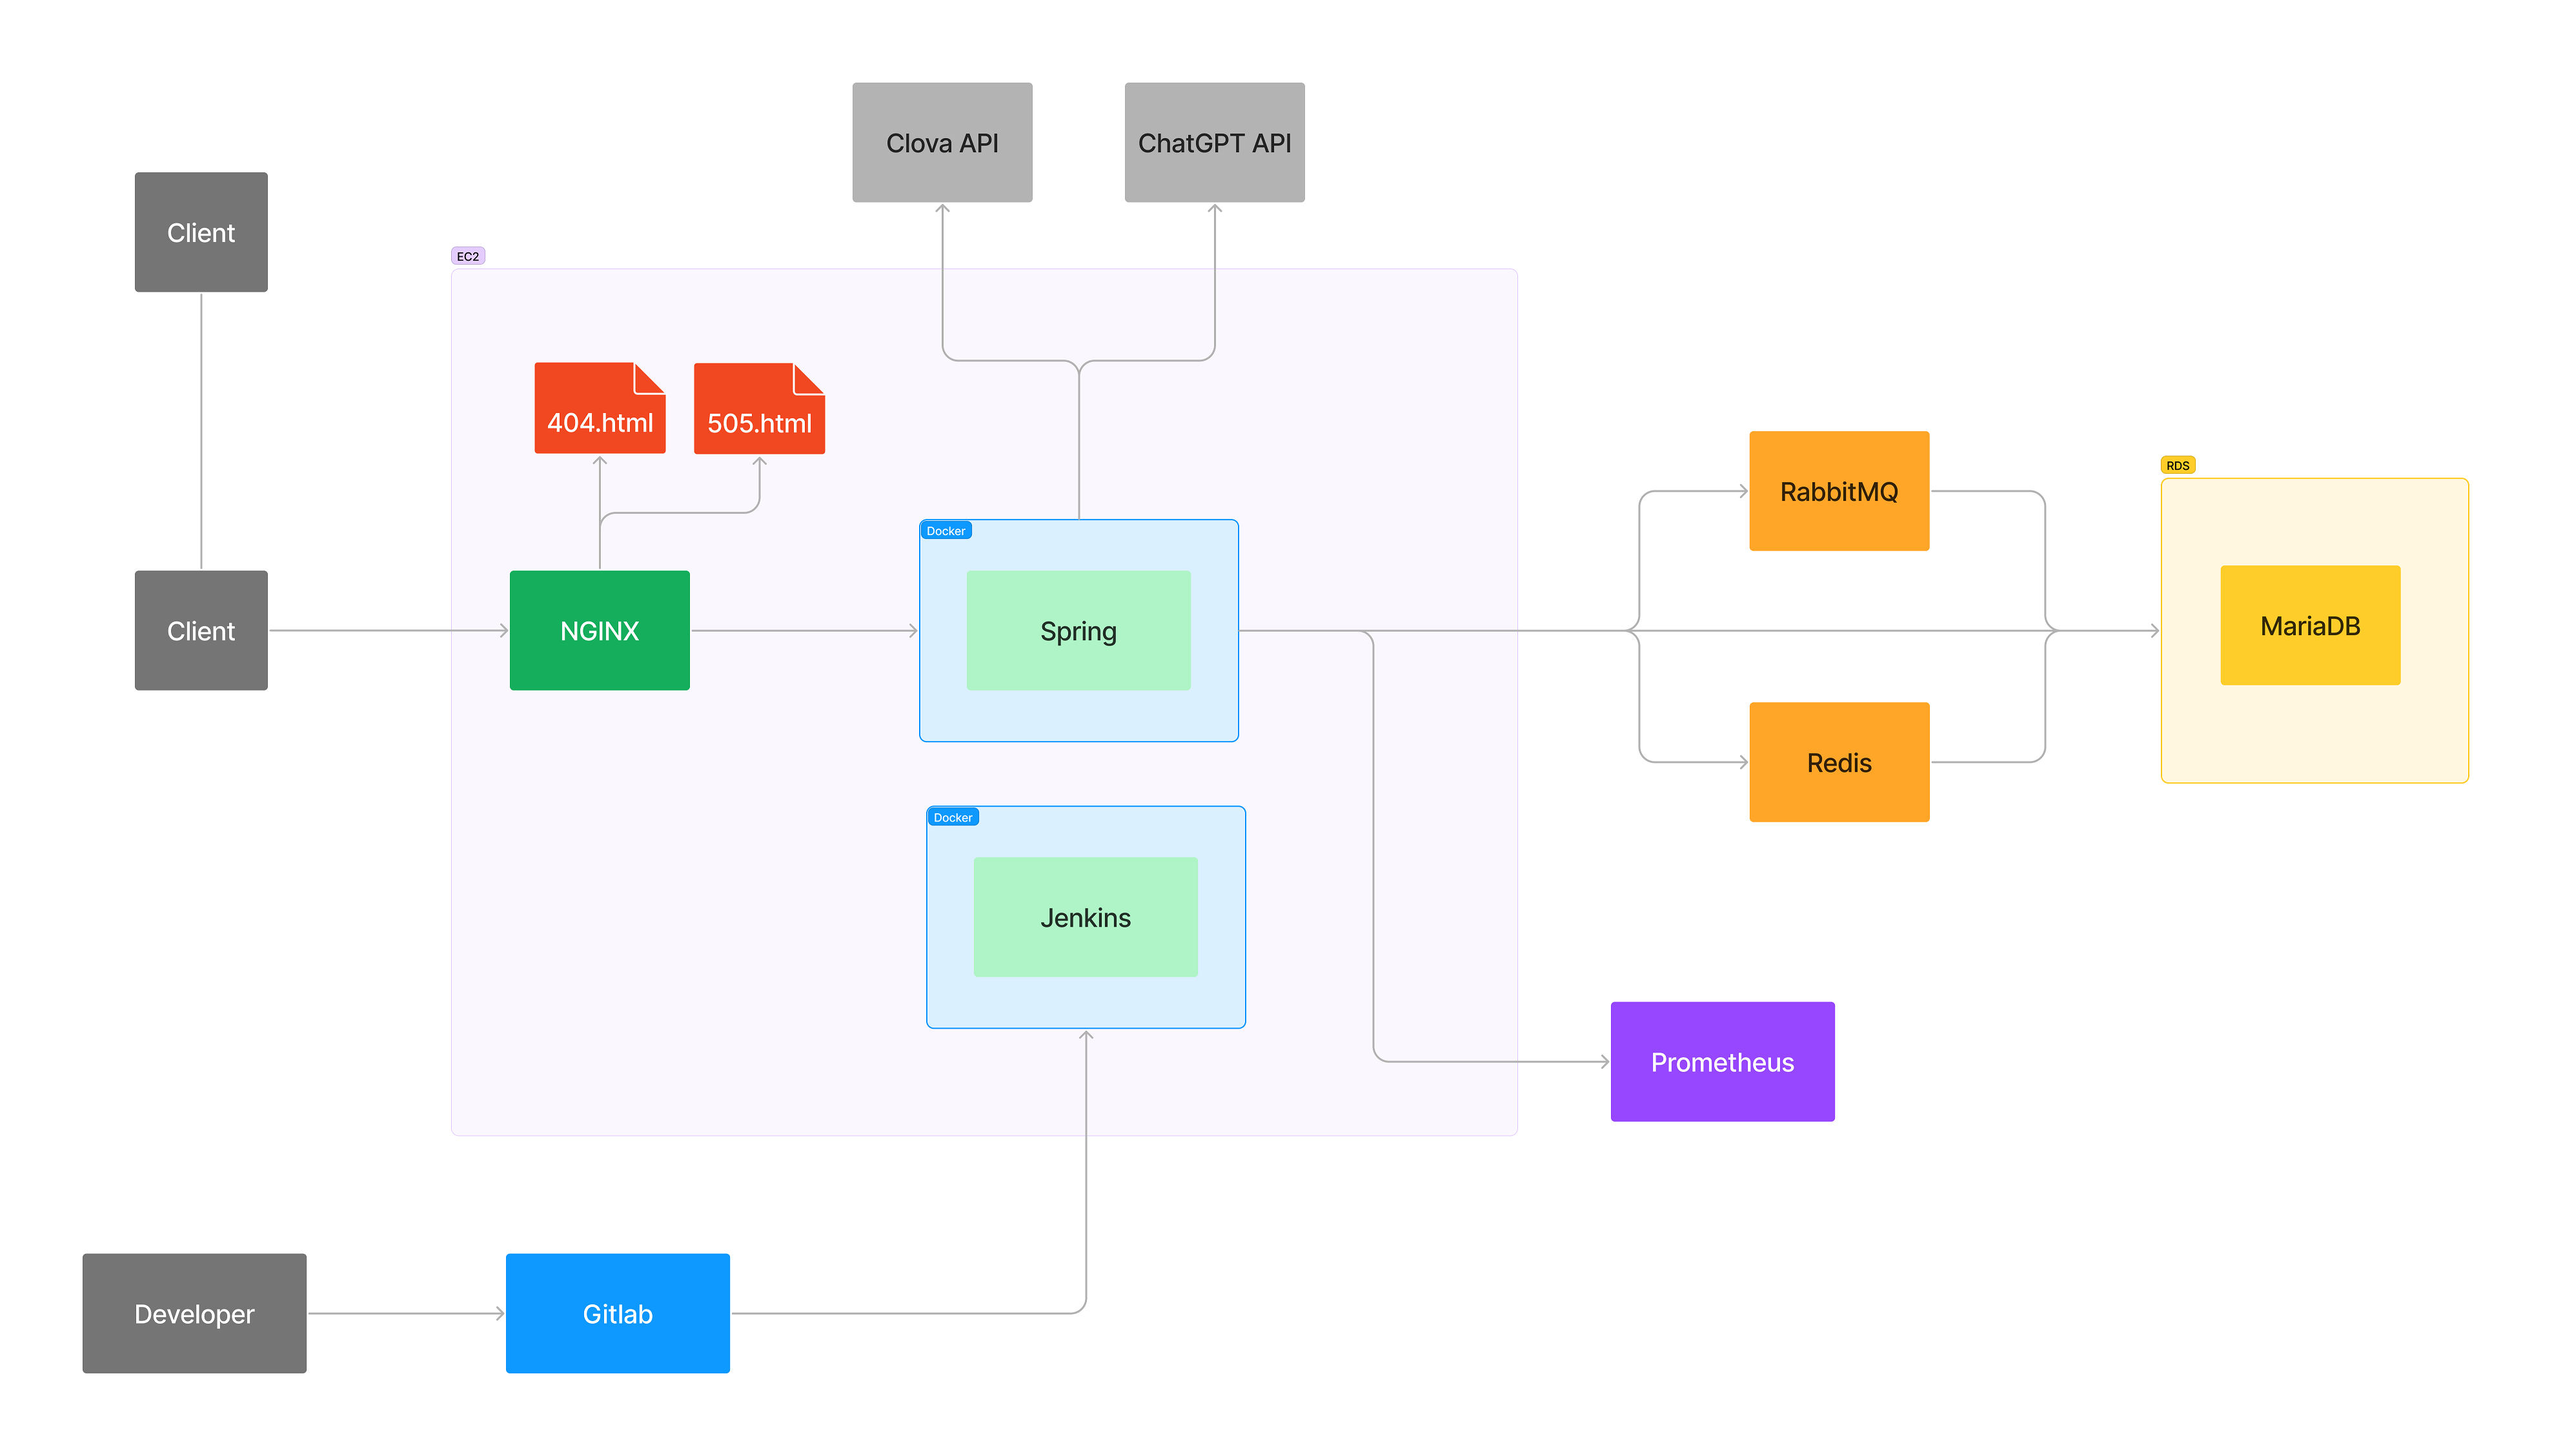 Clova API
ChatGPT API
Client
EC2
404.html
505.html
RabbitMQ
RDS
Docker
Client
NGINX
Spring
MariaDB
Redis
Docker
Jenkins
Prometheus
Developer
Gitlab